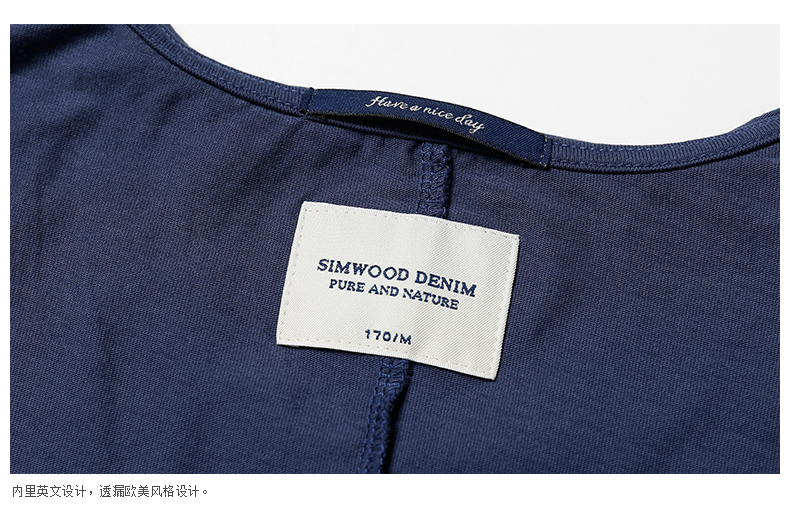 Have a nice day
SIMWOOD DENIM
PURE AND NATURE
170/M
内里英文设计，透漏欧美风格设计。